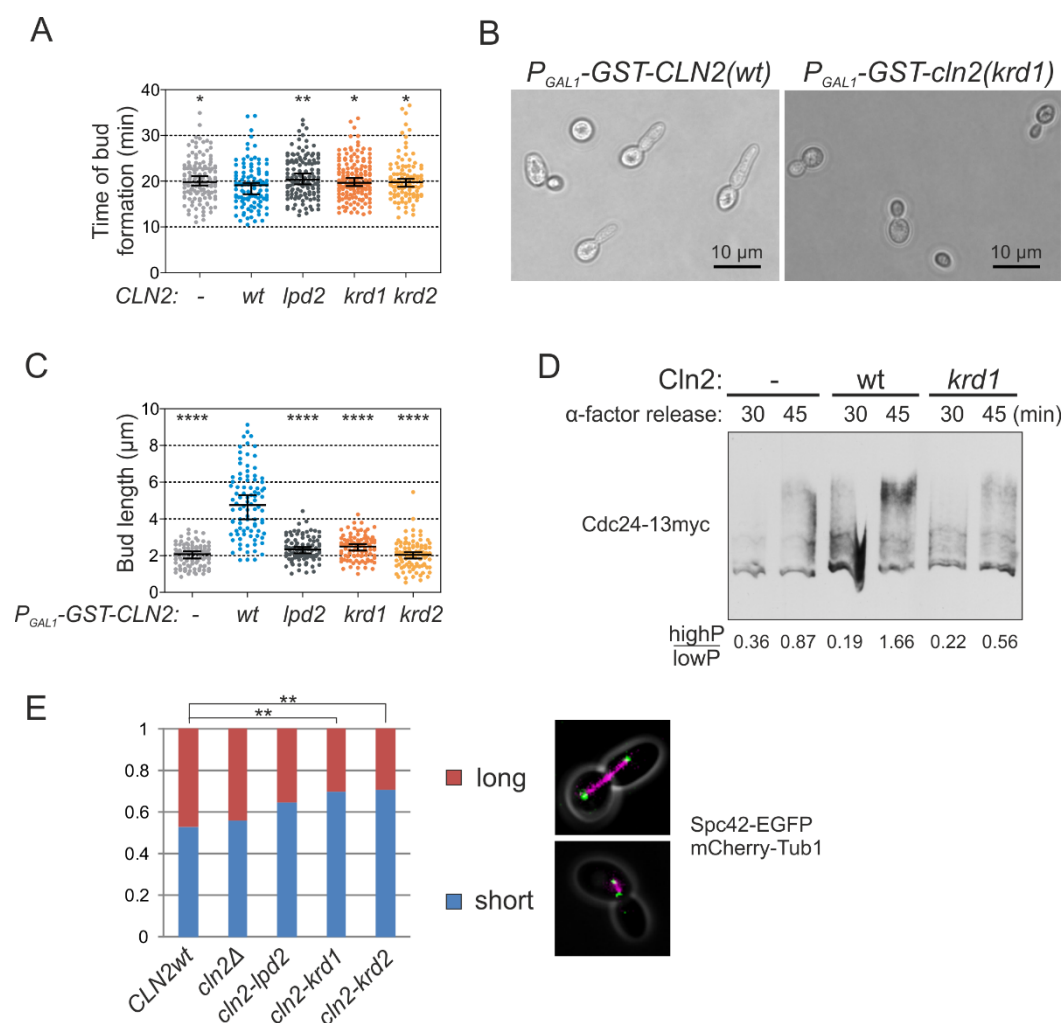 A
Time of bud
formation (min)
40
30
20
10
0
* ** * *
CLN2: - wt lpd2 krd1 krd2
B
PGAL1-GST-CLN2(wt) PGAL1-GST-cln2(krd1)
10 µm 10 µm
C
Bud length (µm)
10
8
6
4
2
0
**** **** **** ****
PGAL1-GST-CLN2: - wt lpd2 krd1 krd2
D
Cln2: - wt krd1
α-factor release: 30 45 30 45 30 45 (min)
Cdc24-13myc
highP
lowP
0.36 0.87 0.19 1.66 0.22 0.56
E
**
**
1
0.8
0.6
0.4
0.2
0
CLN2wt
cln2Δ
cln2-lpd2
cln2-krd1
cln2-krd2
long
short
Spc42-EGFP
mCherry-Tub1